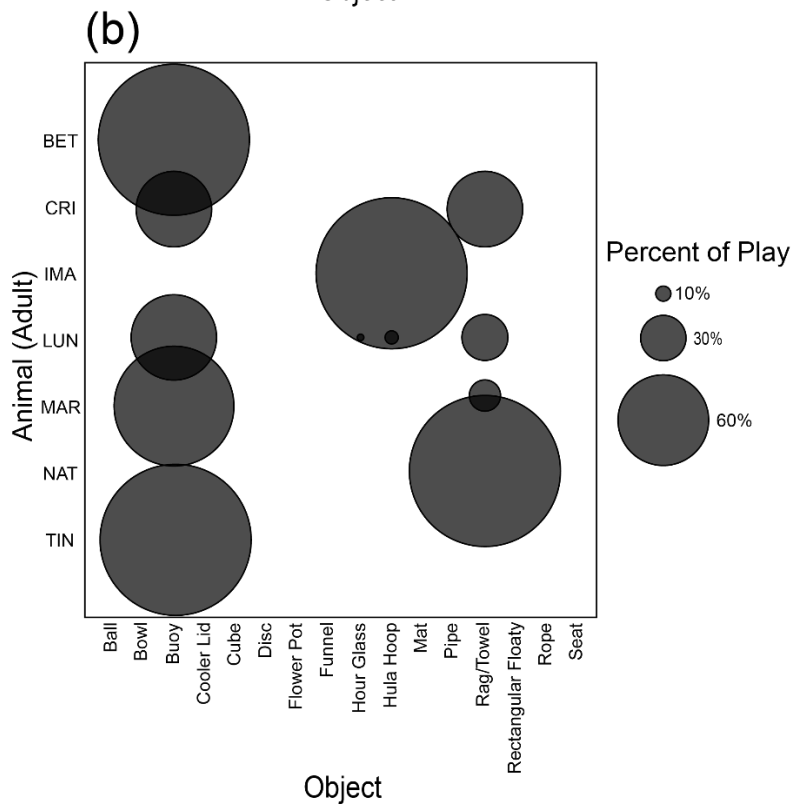 (b)
BET
CRI
IMA
LUN
MAR
NAT
TIN
Animal (Adult)
Ball
Bowl
Buoy
Cooler Lid
Cube
Disc
Flower Pot
Funnel
Hour Glass
Hula Hoop
Mat
Pipe
Rag/Towel
Rectangular Floaty
Rope
Seat
Object
Percent of Play
10%
30%
60%